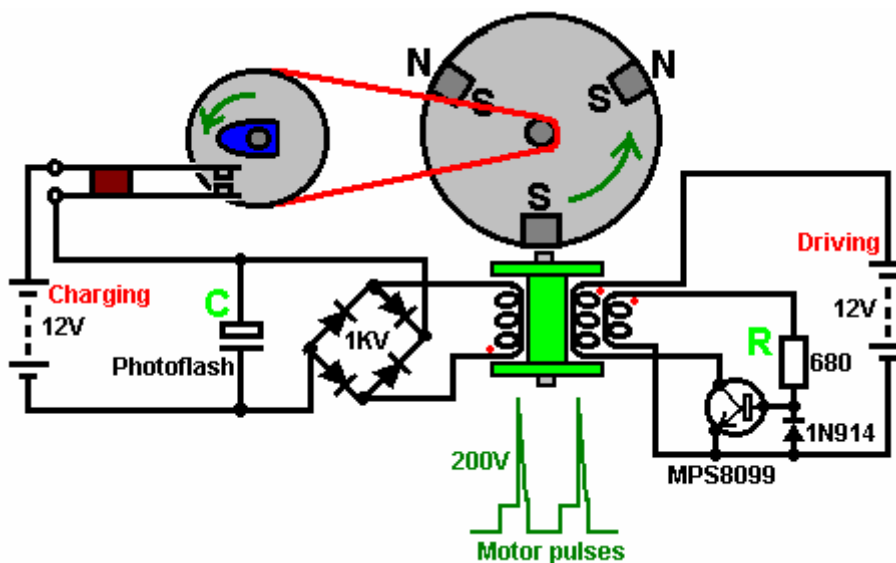 N
N
S
S
S
Charging
12V
C
Photoflash
1KV
Driving
12V
R
680
1N914
MPS8099
200V
Motor pulses